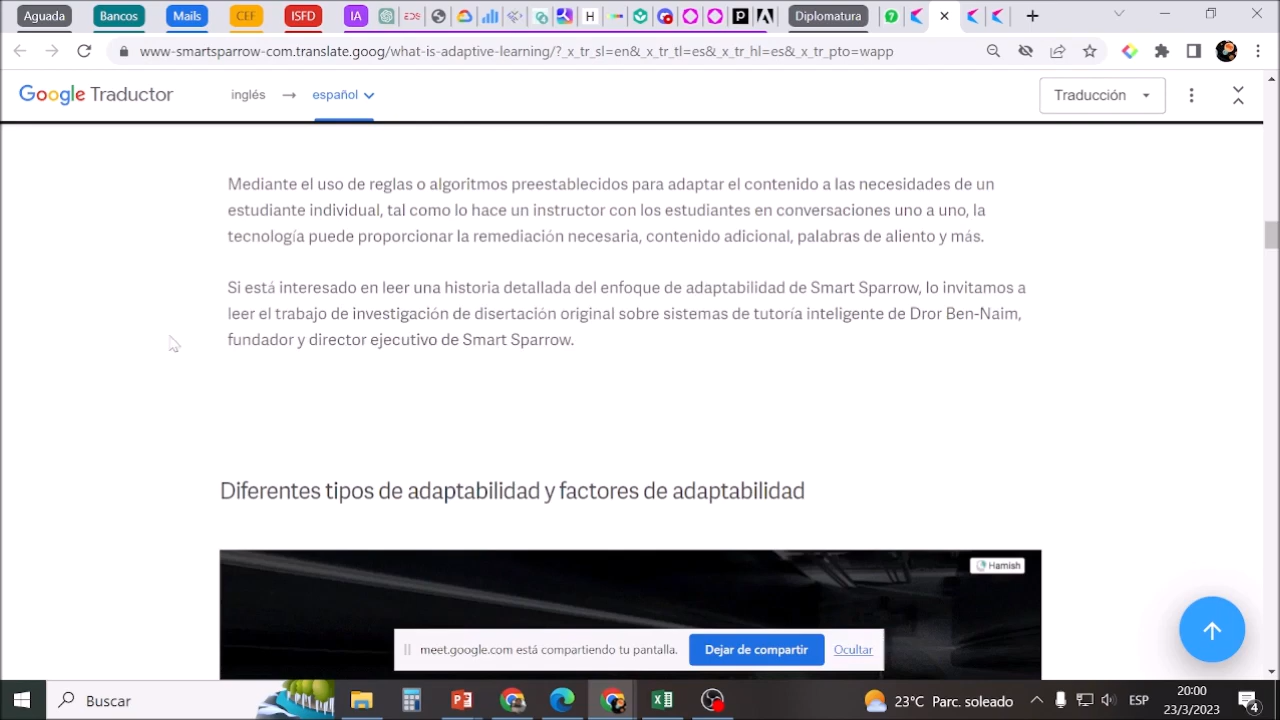 Aguada Bancos Mails CEF ISFD IA Diplomatura
www-smartsparrow-com.translate.goog/what-is-adaptive-learning/?_x_tr_sl=en&_x_tr_tl=es&_x_tr_hl=es&_x_tr_pto=wapp
Google Traductor inglés → español Traducción
Mediante el uso de reglas o algoritmos preestablecidos para adaptar el contenido a las necesidades de un
estudiante individual, tal como lo hace un instructor con los estudiantes en conversaciones uno a uno, la
tecnología puede proporcionar la remediación necesaria, contenido adicional, palabras de aliento y más.
Si está interesado en leer una historia detallada del enfoque de adaptabilidad de Smart Sparrow, lo invitamos a
leer el trabajo de investigación de disertación original sobre sistemas de tutoría inteligente de Dror Ben-Naim,
fundador y director ejecutivo de Smart Sparrow.
Diferentes tipos de adaptabilidad y factores de adaptabilidad
Hamish
meet.google.com está compartiendo tu pantalla. Dejar de compartir Ocultar
Buscar 23°C Parc. soleado ESP 20:00
23/3/2023 4